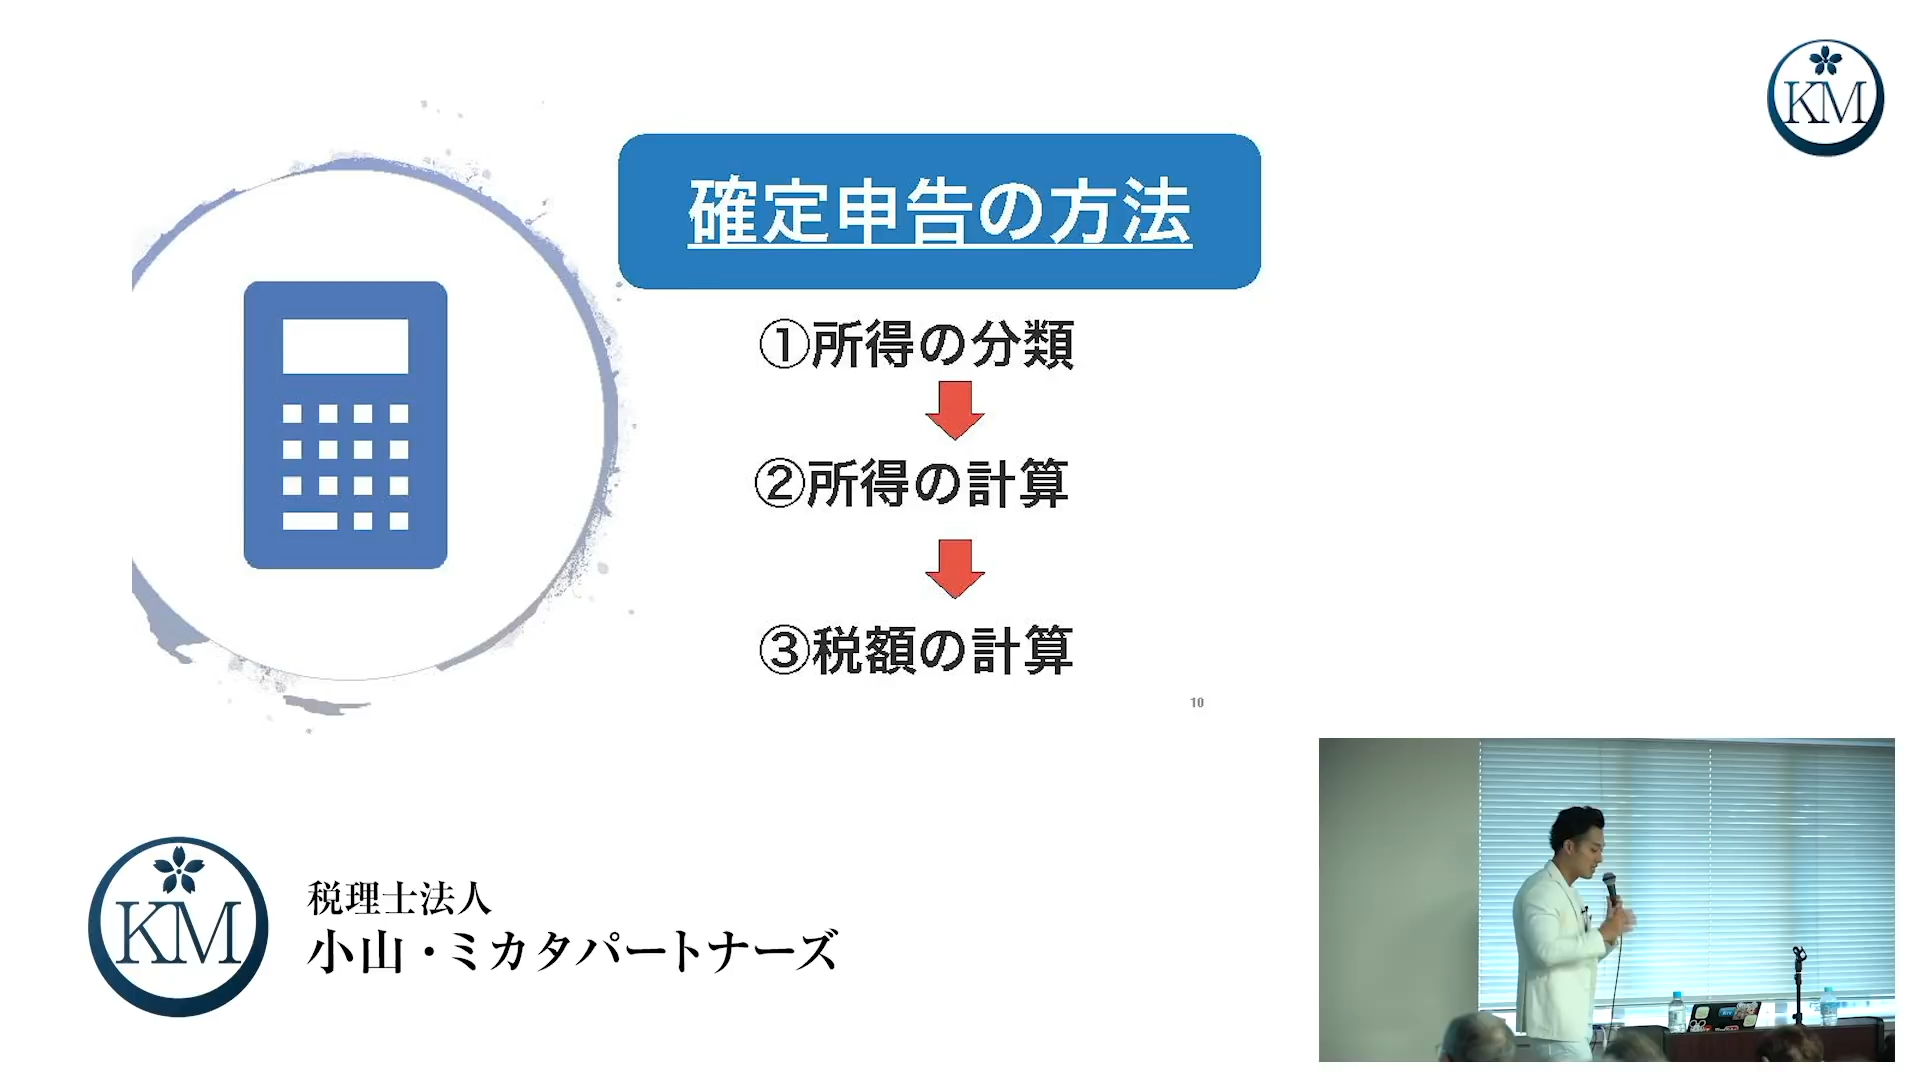 KM
確定申告の方法
①所得の分類
②所得の計算
③税額の計算
10
KM
税理士法人
小山・ミカタパートナーズ